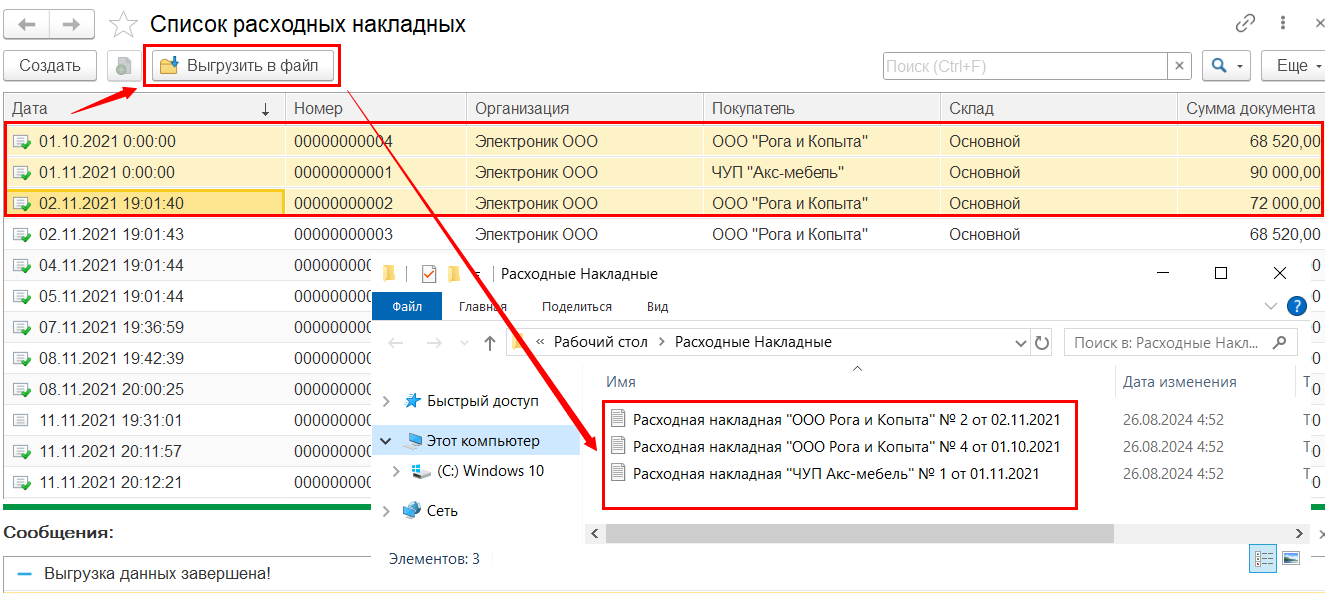 Список расходных накладных
Создать Выгрузить в файл Поиск (Ctrl+F) × Еще
Дата ↓ Номер Организация Покупатель Склад Сумма документа
01.10.2021 0:00:00 00000000004 Электроник ООО ООО "Рога и Копыта" Основной 68 520,00
01.11.2021 0:00:00 00000000001 Электроник ООО ЧУП "Акс-мебель" Основной 90 000,00
02.11.2021 19:01:40 00000000002 Электроник ООО ООО "Рога и Копыта" Основной 72 000,00
02.11.2021 19:01:43 00000000003 Электроник ООО ООО "Рога и Копыта" Основной 68 520,00
04.11.2021 19:01:44 0000000 0
05.11.2021 19:01:44 0000000 0
07.11.2021 19:36:59 0000000 0
08.11.2021 19:42:39 0000000 0
08.11.2021 20:00:25 0000000 0
11.11.2021 19:31:01 0000000 0
11.11.2021 20:11:57 0000000 0
11.11.2021 20:12:21 0000000 0
Сообщения:
Выгрузка данных завершена!
Расходные Накладные
Файл Главная Поделиться Вид ?
« Рабочий стол › Расходные Накладные Поиск в: Расходные Накл...
Имя Дата изменения Т
Быстрый доступ
Этот компьютер
(C:) Windows 10
Сеть
Расходная накладная "ООО Рога и Копыта" № 2 от 02.11.2021 26.08.2024 4:52 Т
Расходная накладная "ООО Рога и Копыта" № 4 от 01.10.2021 26.08.2024 4:52 Т
Расходная накладная "ЧУП Акс-мебель" № 1 от 01.11.2021 26.08.2024 4:52 Т
Элементов: 3